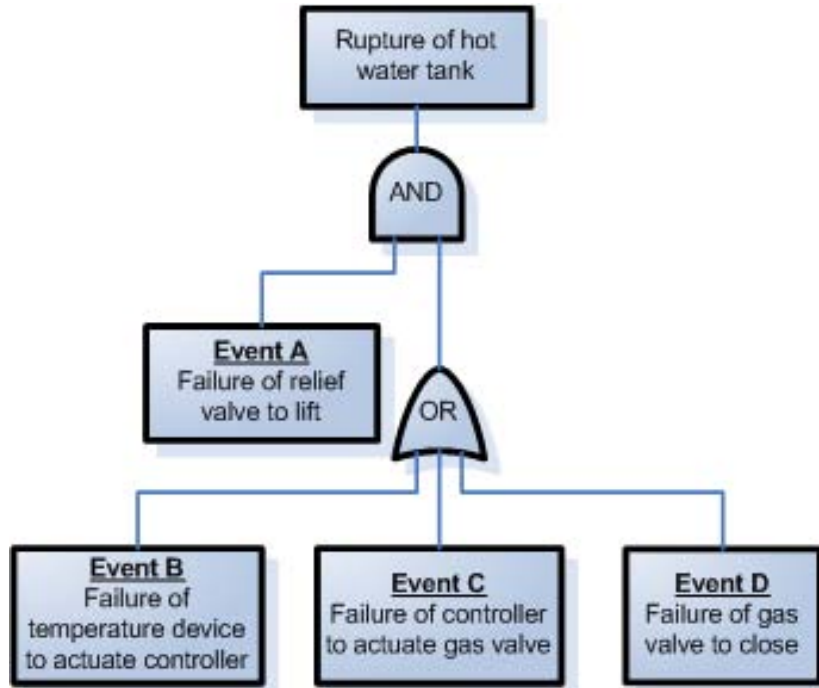 Rupture of hot
water tank
AND
Event A
Failure of relief
valve to lift
OR
Event B
Failure of
temperature device
to actuate controller
Event C
Failure of controller
to actuate gas valve
Event D
Failure of gas
valve to close